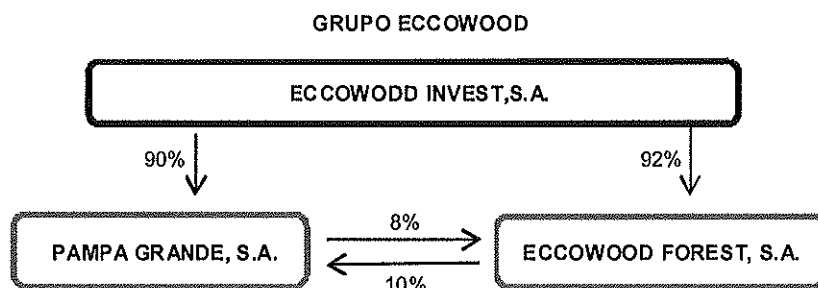 GRUPO ECCOWOOD
ECCOWODD INVEST,S.A.
90%
92%
PAMPA GRANDE, S.A.
8%
10%
ECCOWOOD FOREST, S.A.